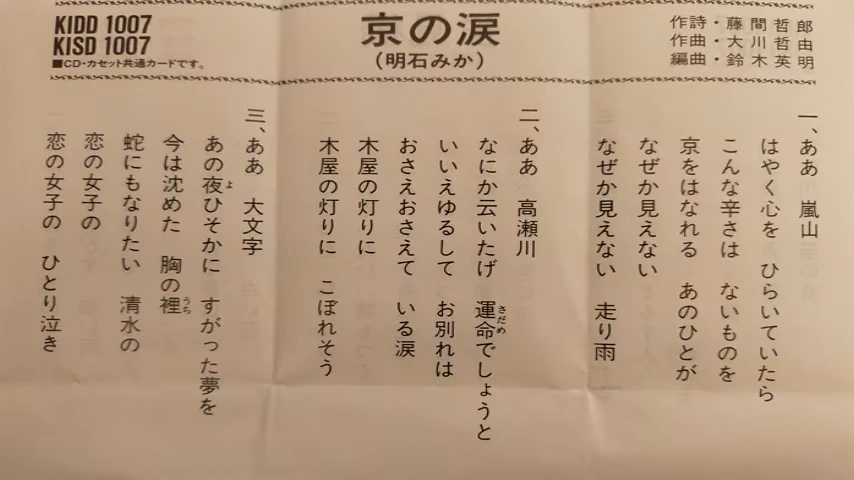 KIDD 1007
KISD 1007
■CD・カセット共通カードです。
京の涙
(明石みか)
作詩・藤間哲郎
作曲・大川哲由
編曲・鈴木英明
一、ああ 嵐山
はやく心を ひらいていたら
こんな辛さは ないものを
京をはなれる あのひとが
なぜか見えない
なぜか見えない 走り雨
二、ああ 高瀬川
なにか云いたげ 運命でしょうと
さだめ
いいえゆるして お別れは
おさえおさえて いる涙
木屋の灯りに
木屋の灯りに こぼれそう
三、ああ 大文字
あの夜ひそかに すがった夢を
よ
今は沈めた 胸の裡
うち
蛇にもなりたい 清水の
恋の女子の
恋の女子の ひとり泣き